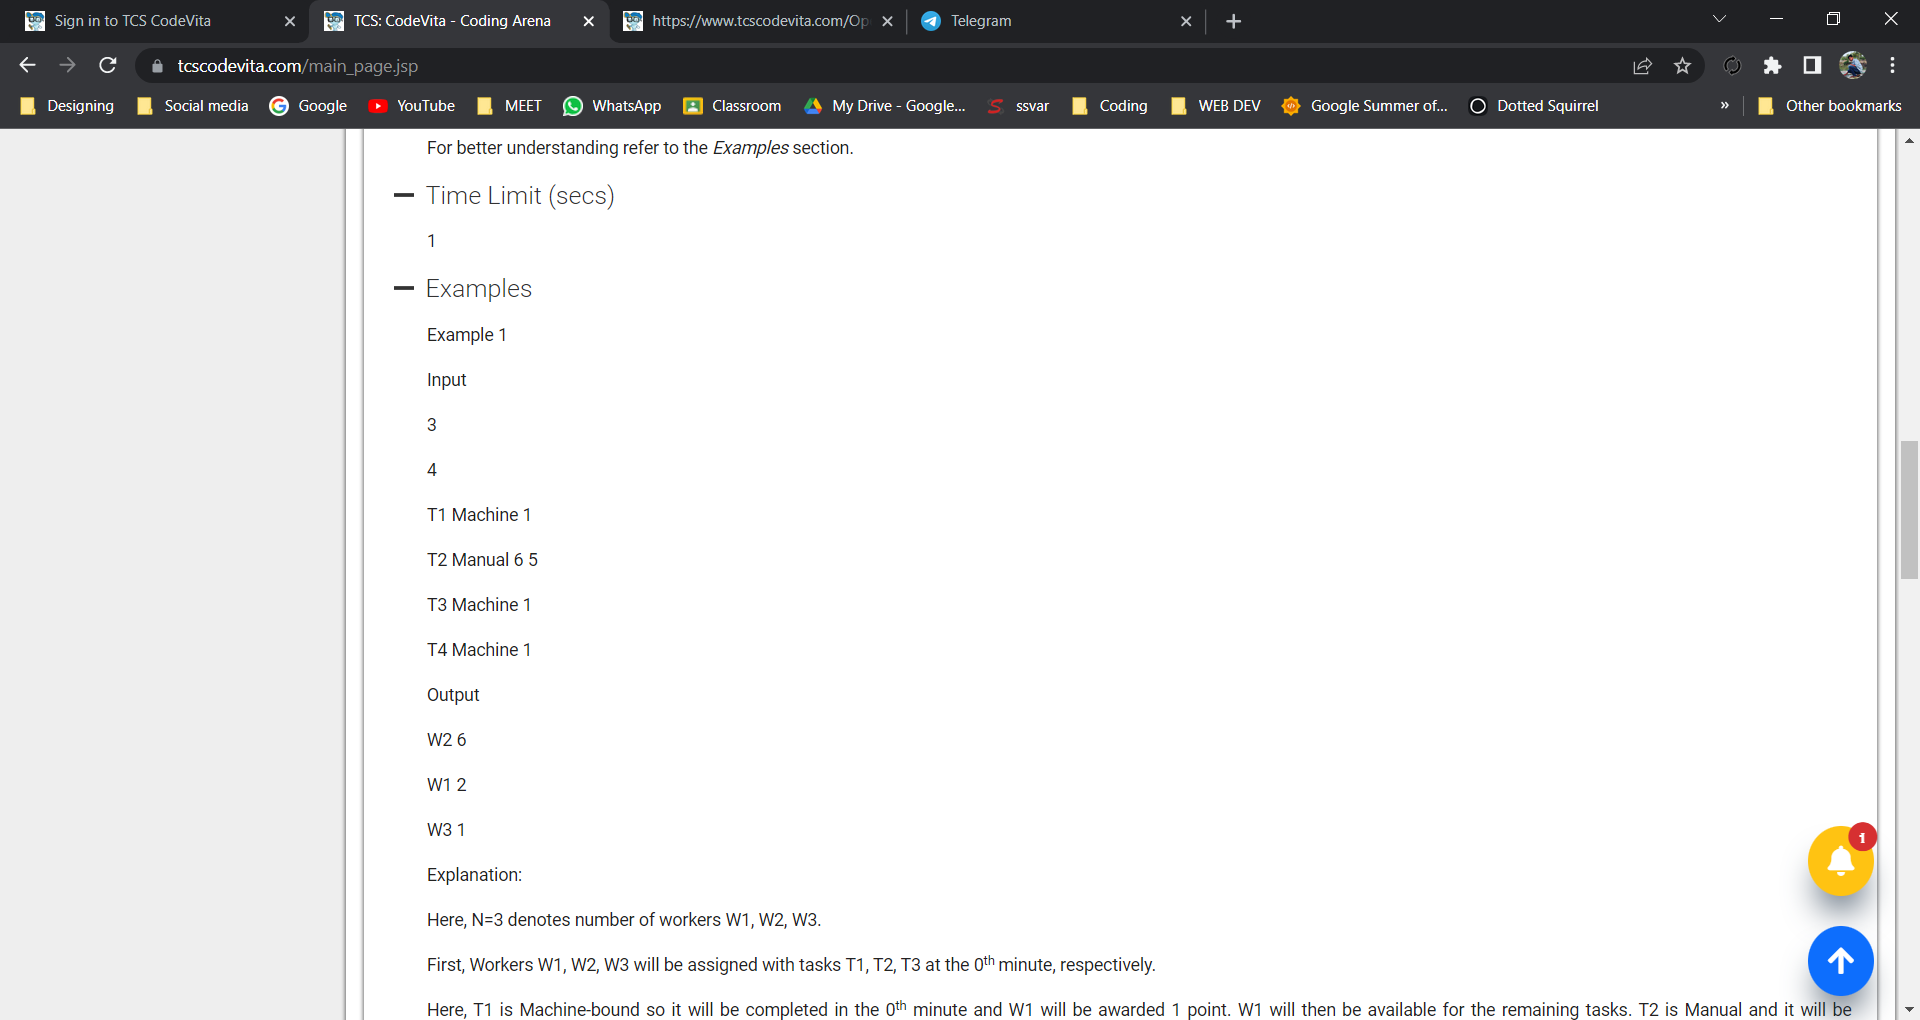 Sign in to TCS CodeVita
TCS: CodeVita - Coding Arena
https://www.tcscodevita.com/Op
Telegram
tcscodevita.com/main_page.jsp
Designing
Social media
Google
YouTube
MEET
WhatsApp
Classroom
My Drive - Google...
ssvar
Coding
WEB DEV
Google Summer of...
Dotted Squirrel
»
Other bookmarks
For better understanding refer to the Examples section.
Time Limit (secs)
1
Examples
Example 1
Input
3
4
T1 Machine 1
T2 Manual 6 5
T3 Machine 1
T4 Machine 1
Output
W2 6
W1 2
W3 1
Explanation:
Here, N=3 denotes number of workers W1, W2, W3.
First, Workers W1, W2, W3 will be assigned with tasks T1, T2, T3 at the 0th minute, respectively.
Here, T1 is Machine-bound so it will be completed in the 0th minute and W1 will be awarded 1 point. W1 will then be available for the remaining tasks. T2 is Manual and it will be
1